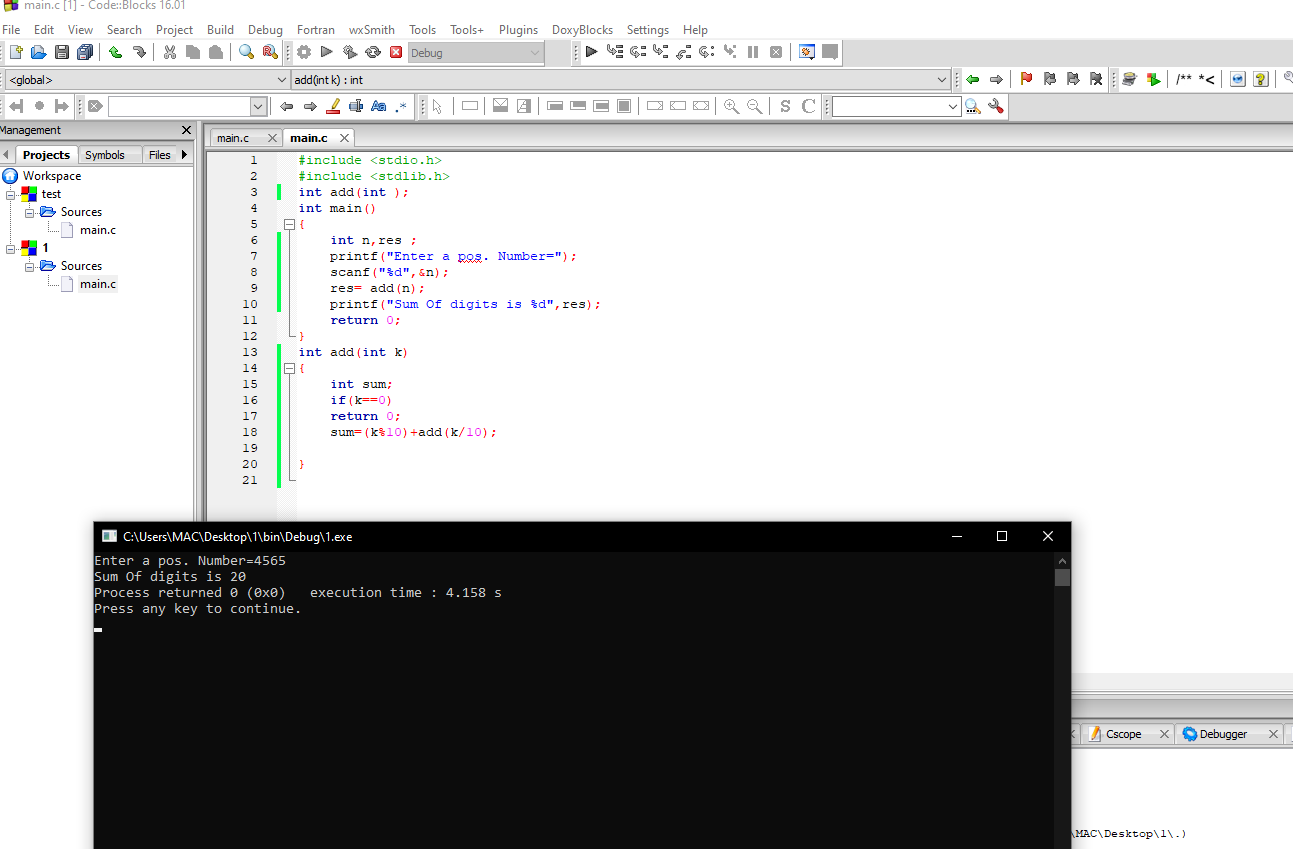 main.c [1] - Code::Blocks 16.01
File Edit View Search Project Build Debug Fortran wxSmith Tools Tools+ Plugins DoxyBlocks Settings Help
Debug
<global> add(int k) : int /** *<
Aa .* S C
Management
Projects Symbols Files
main.c main.c
Workspace
test
Sources
main.c
1
Sources
main.c
1 #include <stdio.h>
2 #include <stdlib.h>
3 int add(int );
4 int main()
5 {
6 int n,res ;
7 printf("Enter a pos. Number=");
8 scanf("%d",&n);
9 res= add(n);
10 printf("Sum Of digits is %d",res);
11 return 0;
12 }
13 int add(int k)
14 {
15 int sum;
16 if(k==0)
17 return 0;
18 sum=(k%10)+add(k/10);
19
20 }
21
C:\Users\MAC\Desktop\1\bin\Debug\1.exe
Enter a pos. Number=4565
Sum Of digits is 20
Process returned 0 (0x0) execution time : 4.158 s
Press any key to continue.
Cscope Debugger
\MAC\Desktop\1\.)